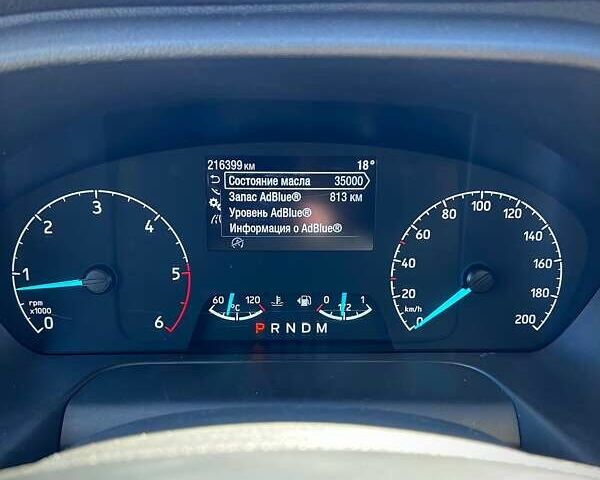 216399 км 18°
Состояние масла 35000
Запас AdBlue® 813 км
Уровень AdBlue®
Информация о AdBlue®
0 1 2 3 4 5 6
rpm
x1000
60 °C 120
0 1/2 1
P R N D M
0 20 40 60 80 100 120 140 160 180 200
km/h